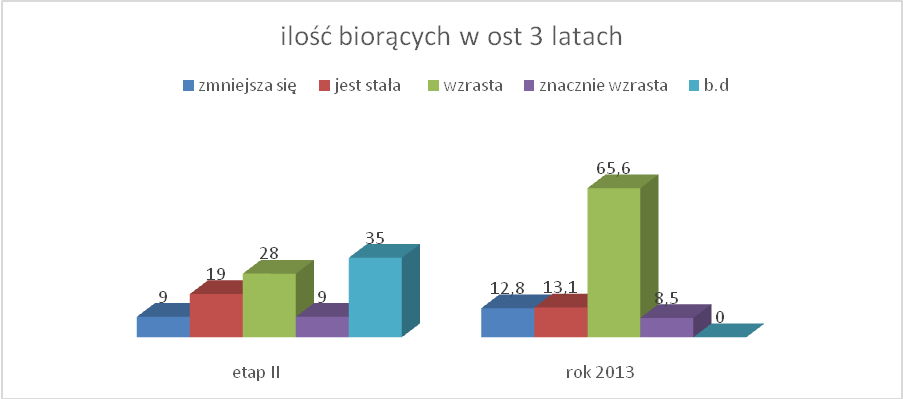 ilość biorących w ost 3 latach
zmniejsza się jest stała wzrasta znacznie wzrasta b.d
9 19 28 9 35 12,8 13,1 65,6 8,5 0
etap II rok 2013